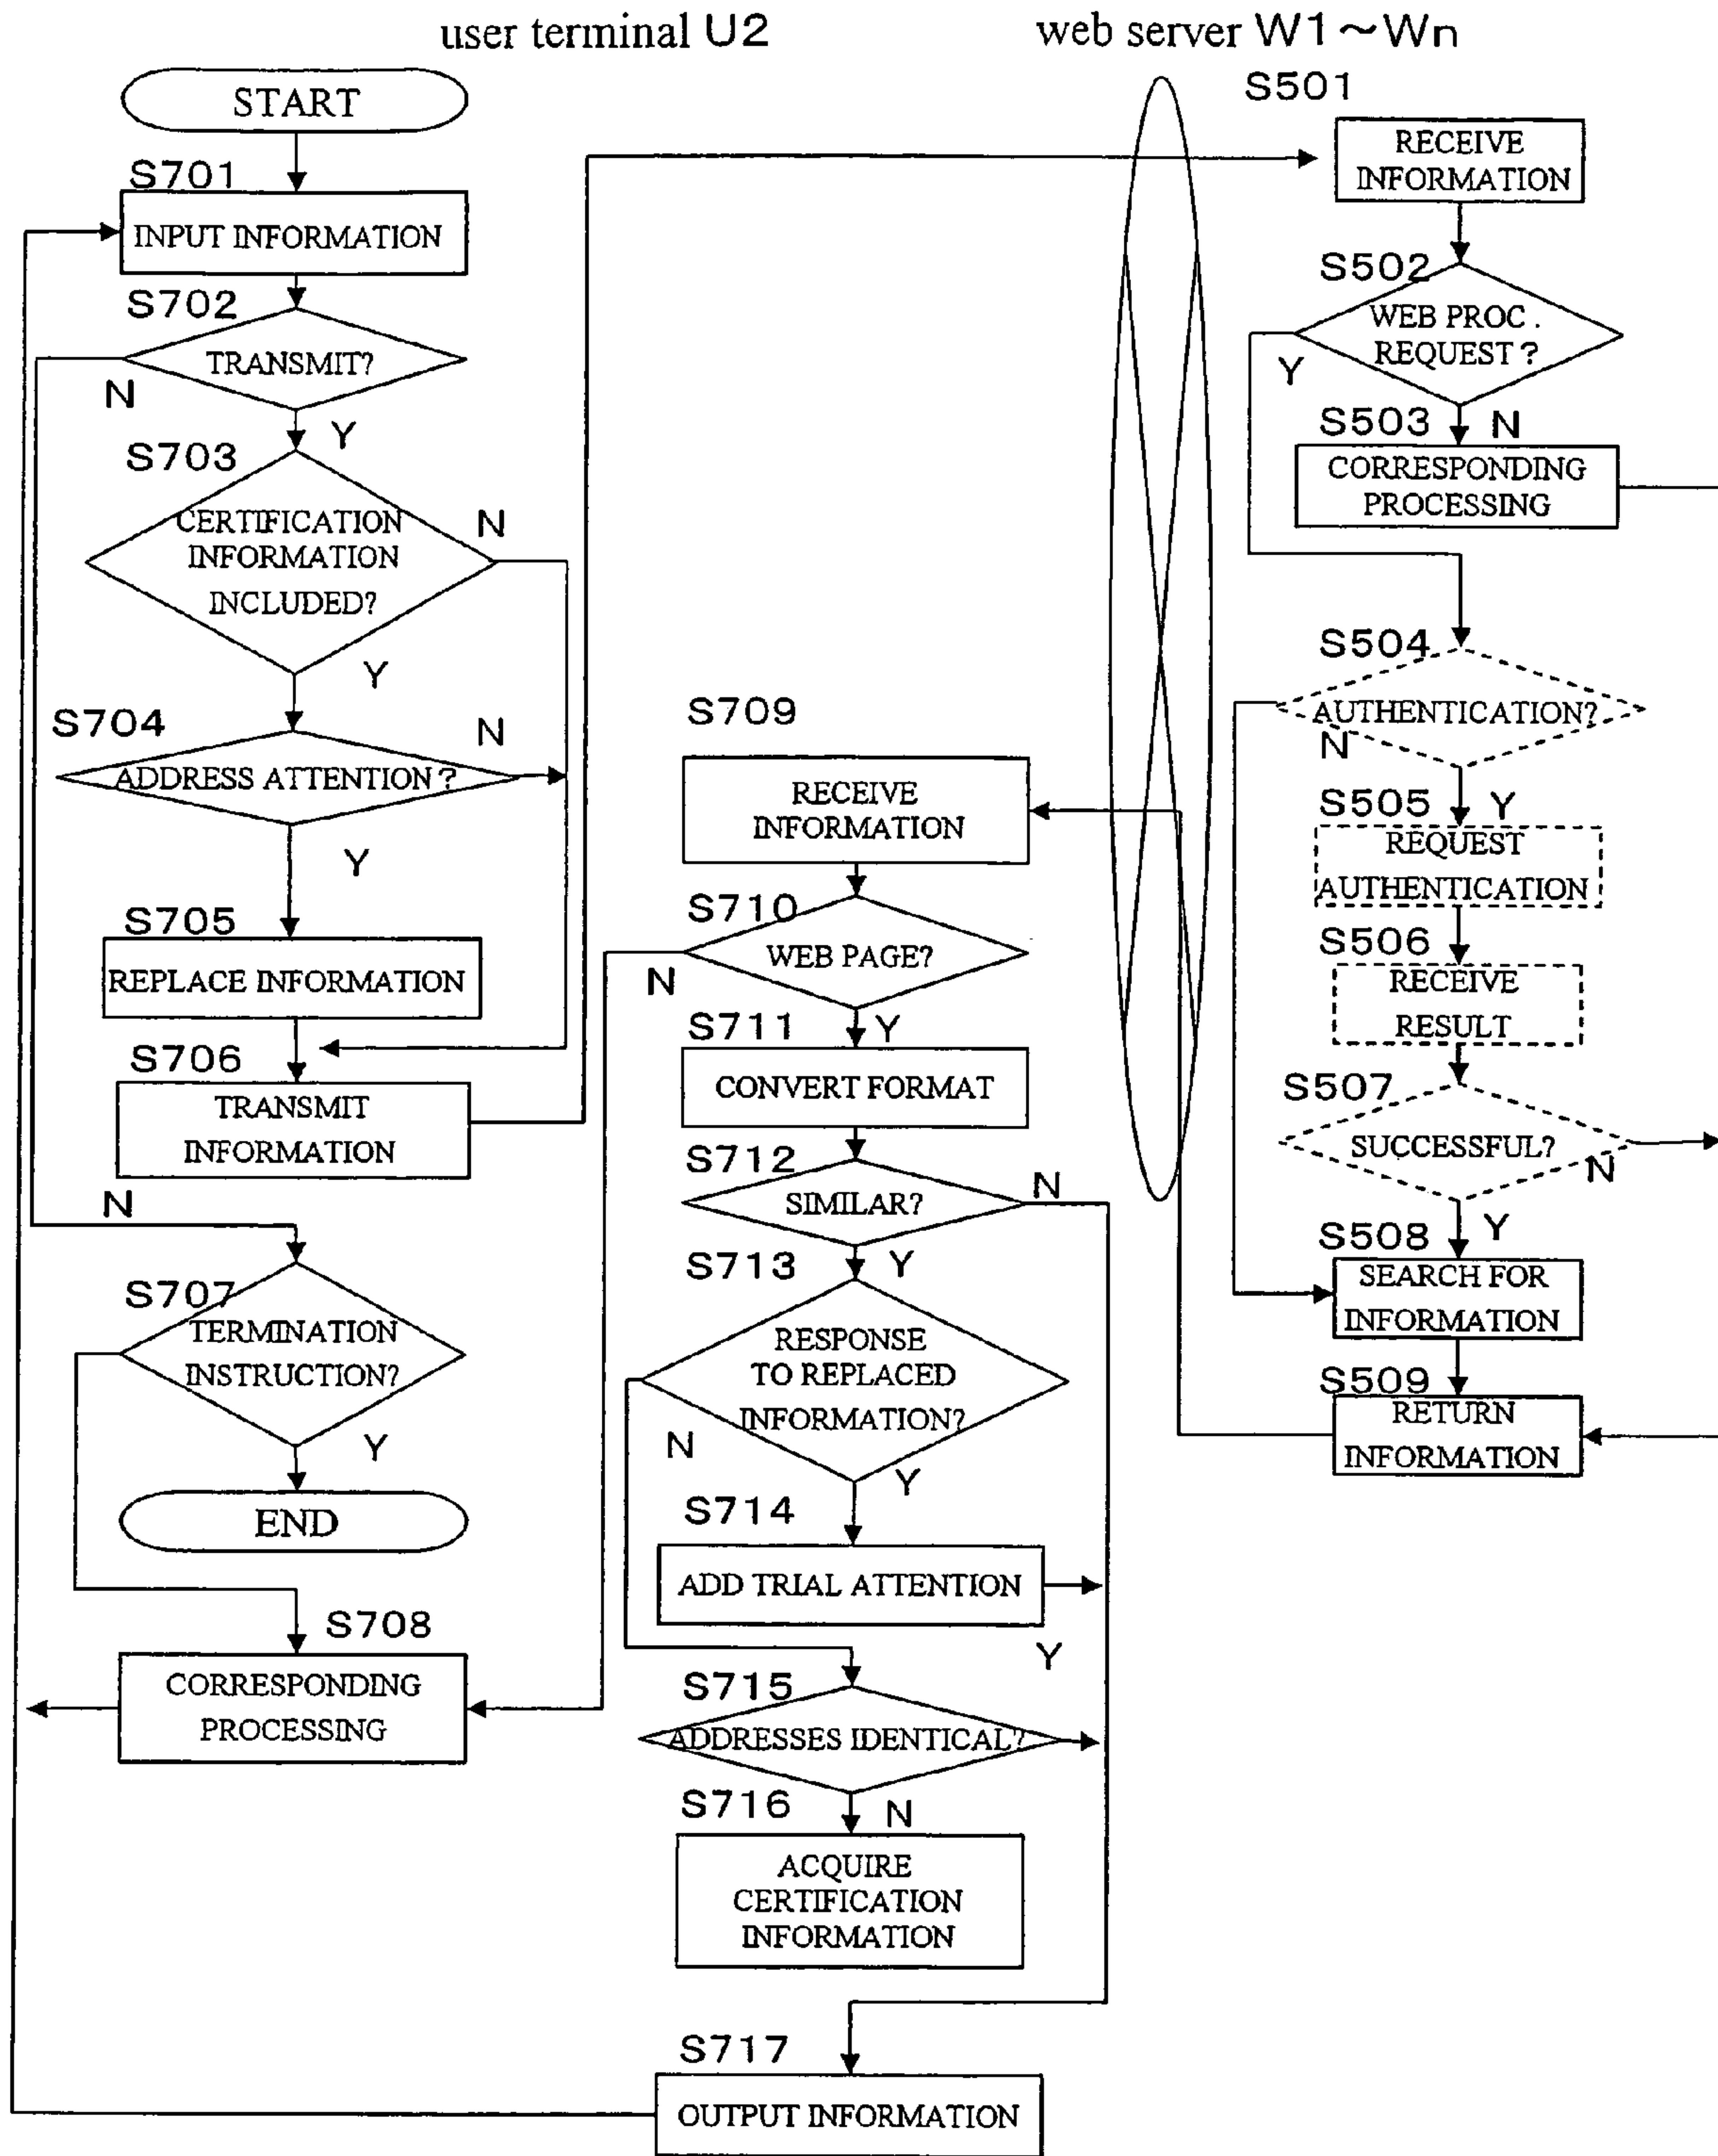 user terminal U2
web server W1~Wn
START
S701
INPUT INFORMATION
S702
TRANSMIT?
N
Y
S703
CERTIFICATION
INFORMATION
INCLUDED?
N
Y
S704
ADDRESS ATTENTION?
N
Y
S705
REPLACE INFORMATION
S706
TRANSMIT
INFORMATION
N
S707
TERMINATION
INSTRUCTION?
Y
END
S708
CORRESPONDING
PROCESSING
S709
RECEIVE
INFORMATION
S710
WEB PAGE?
N
Y
S711
CONVERT FORMAT
S712
SIMILAR?
N
Y
S713
RESPONSE
TO REPLACED
INFORMATION?
N
Y
S714
ADD TRIAL ATTENTION
Y
S715
ADDRESSES IDENTICAL?
S716
N
ACQUIRE
CERTIFICATION
INFORMATION
S717
OUTPUT INFORMATION
S501
RECEIVE
INFORMATION
S502
WEB PROC.
REQUEST?
Y
S503
N
CORRESPONDING
PROCESSING
S504
AUTHENTICATION?
N
S505
Y
REQUEST
AUTHENTICATION
S506
RECEIVE
RESULT
S507
SUCCESSFUL?
N
Y
S508
SEARCH FOR
INFORMATION
S509
RETURN
INFORMATION